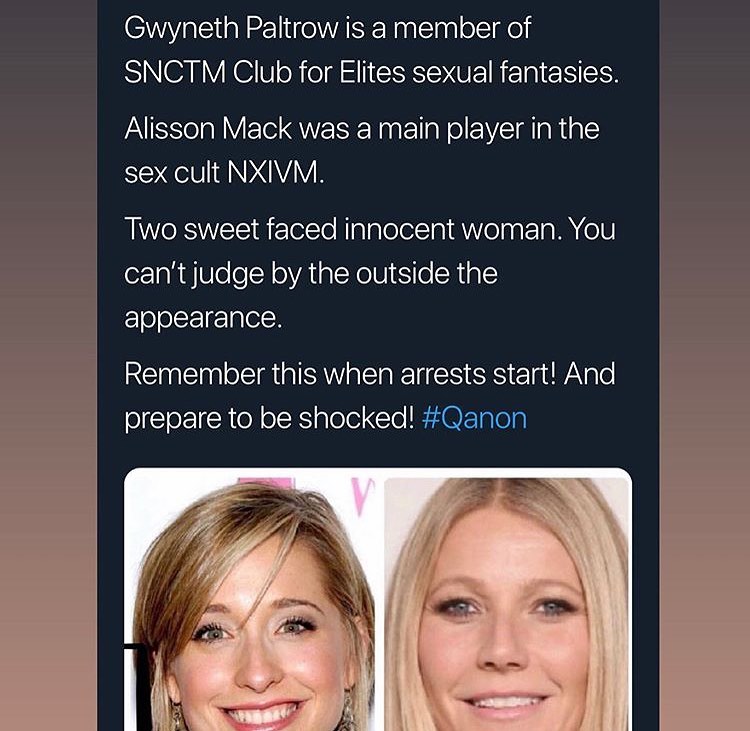 Gwyneth Paltrow is a member of
SNCTM Club for Elites sexual fantasies.
Alisson Mack was a main player in the
sex cult NXIVM.
Two sweet faced innocent woman. You
can't judge by the outside the
appearance.
Remember this when arrests start! And
prepare to be shocked! #Qanon